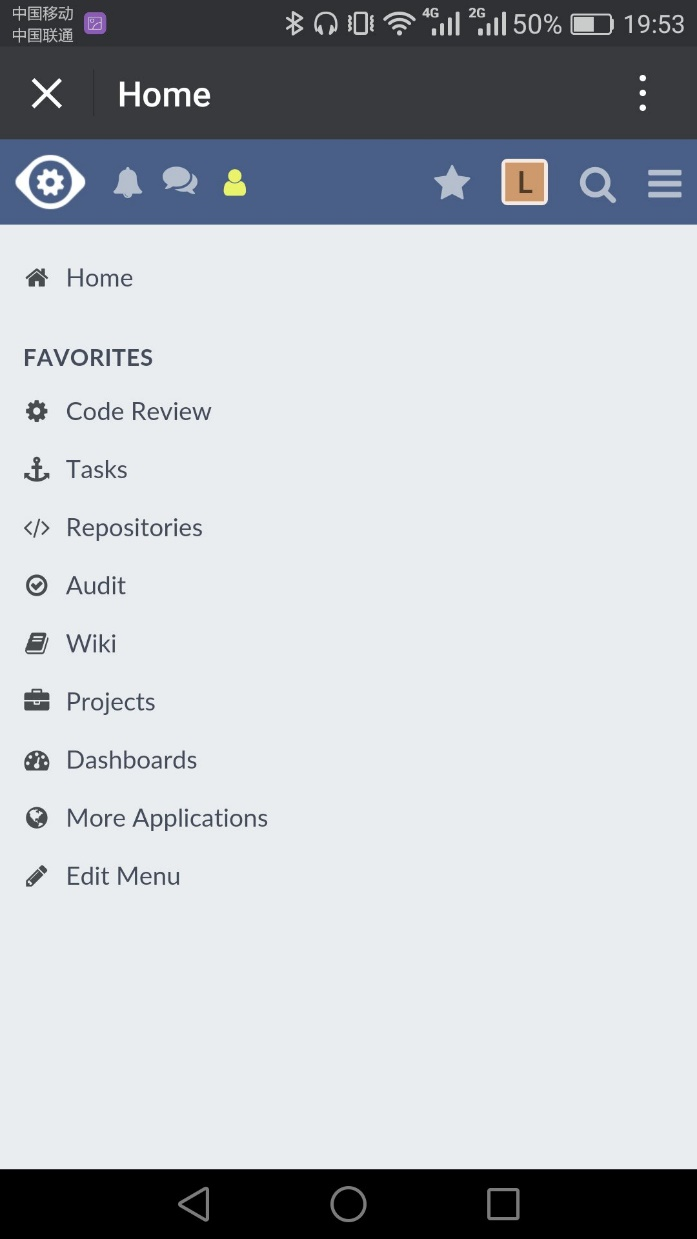 中国移动
中国联通
4G 2G 50% 19:53
Home
L
Home
FAVORITES
Code Review
Tasks
Repositories
Audit
Wiki
Projects
Dashboards
More Applications
Edit Menu